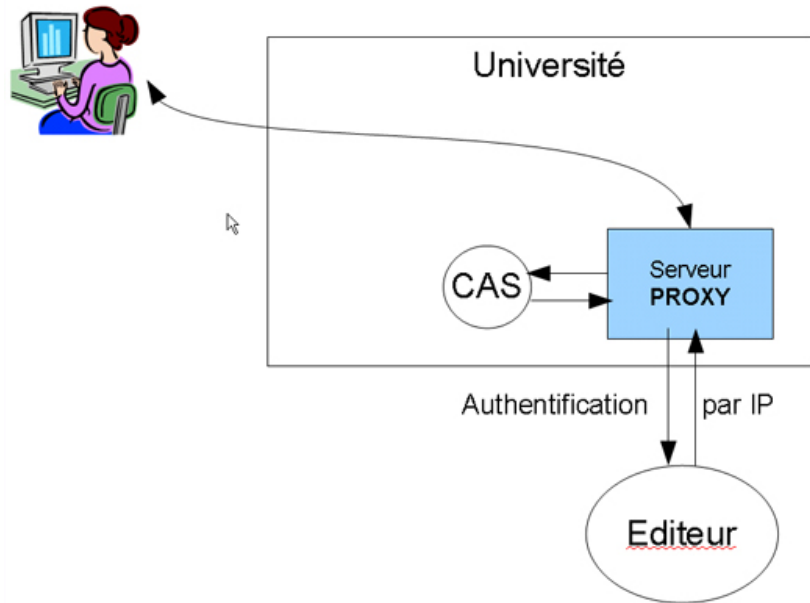 Université
CAS
Serveur
PROXY
Authentification par IP
Editeur